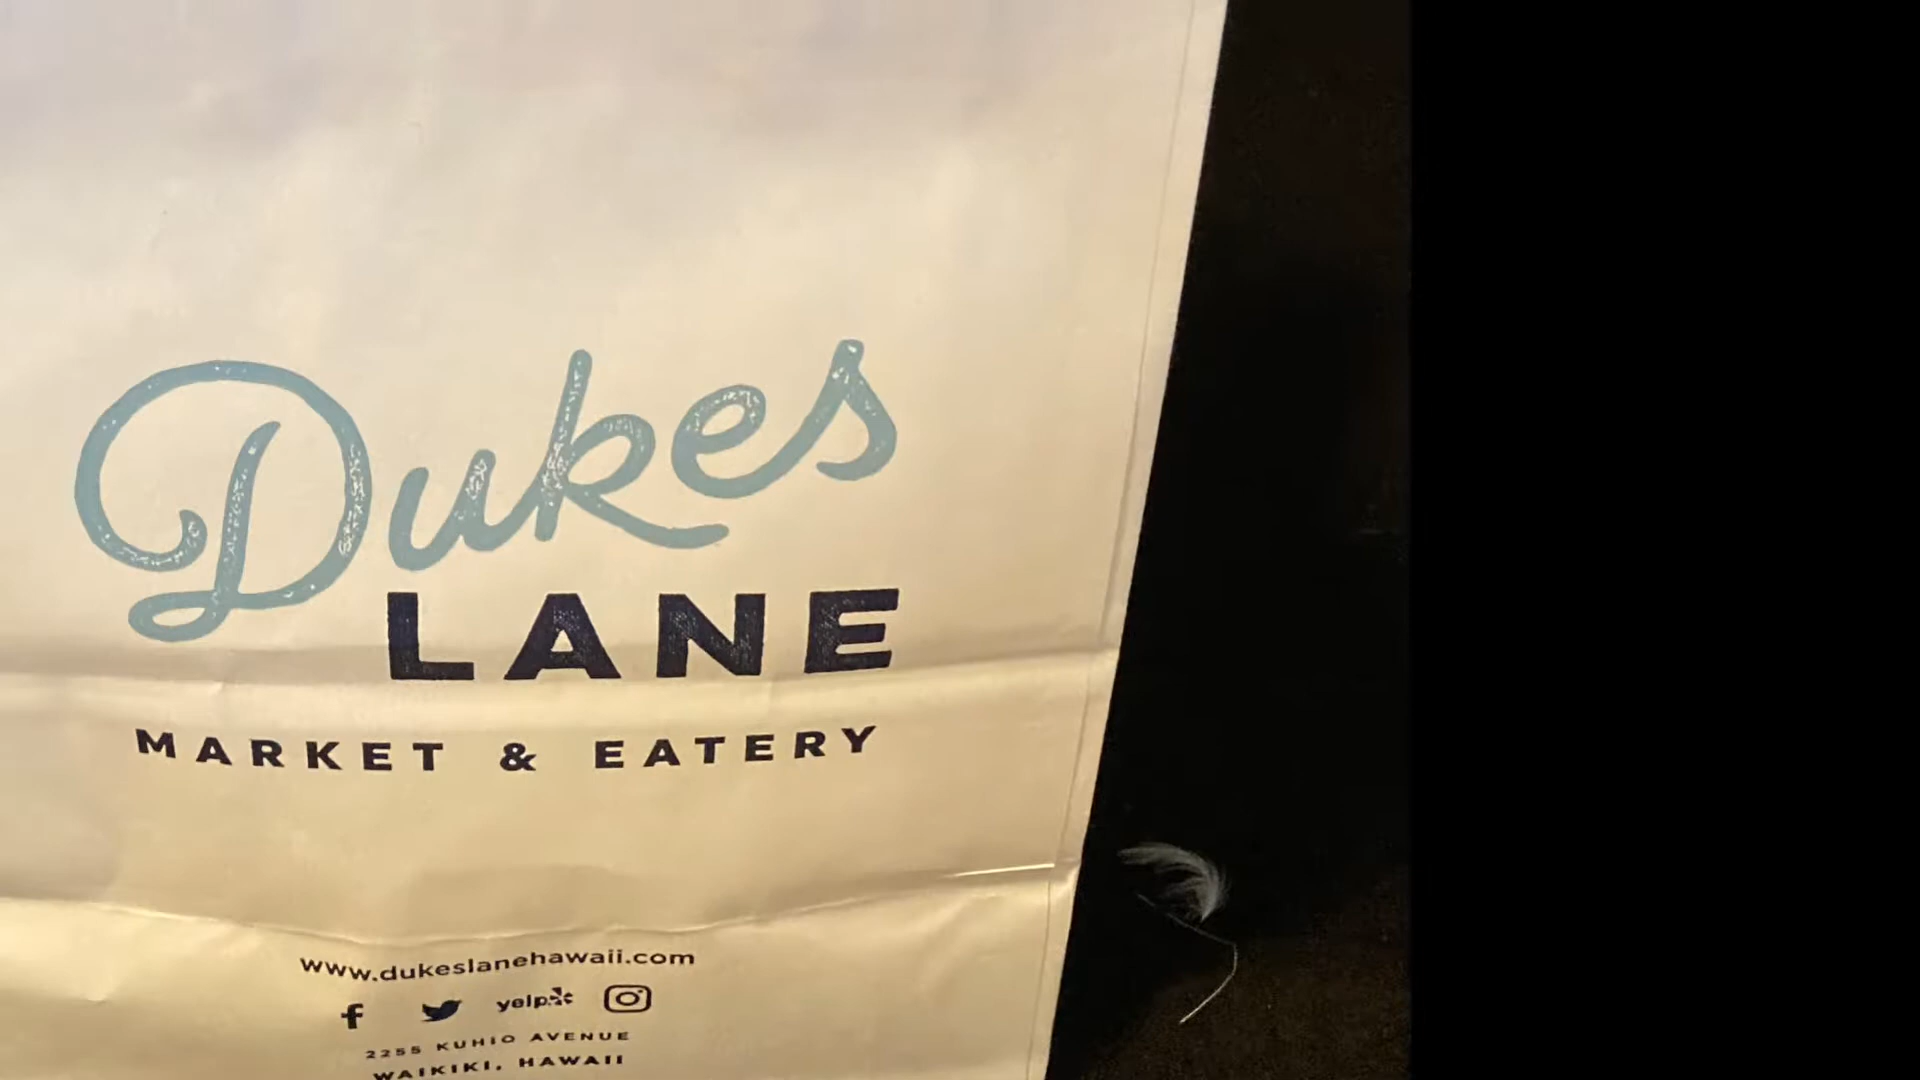 Dukes
LANE
MARKET & EATERY
www.dukeslanehawaii.com
yelp
2255 KUHIO AVENUE
WAIKIKI, HAWAII